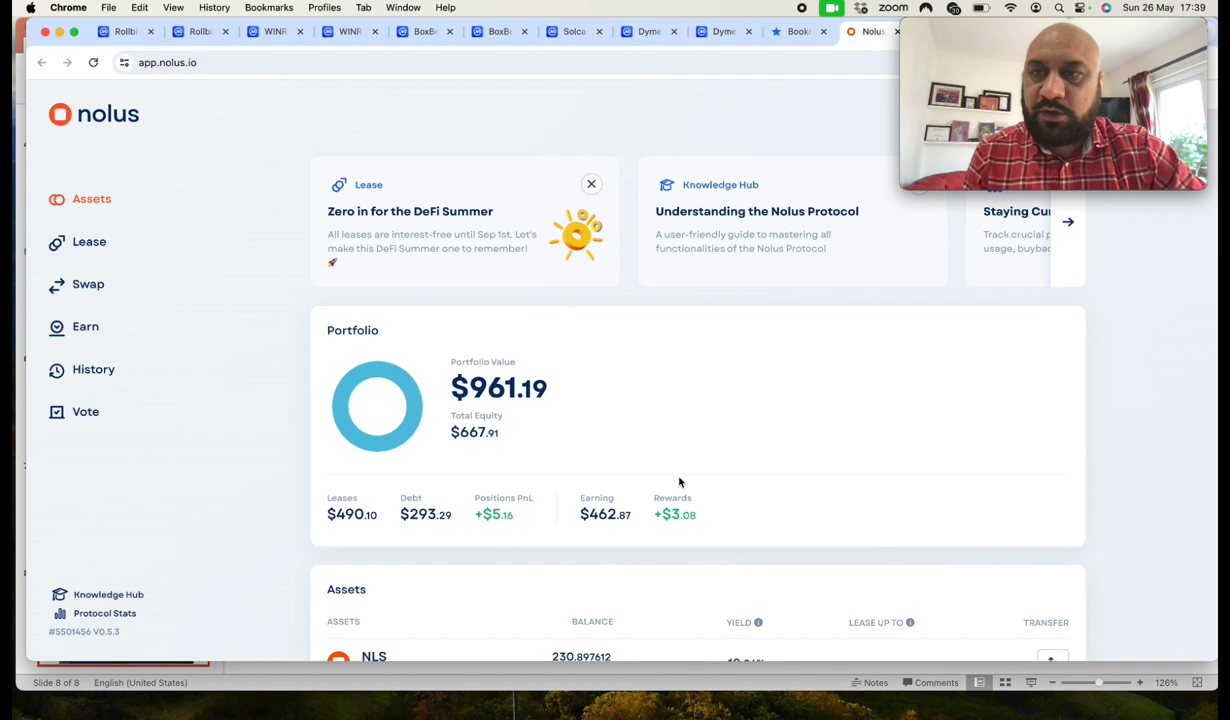 Chrome File Edit View History Bookmarks Profiles Tab Window Help zoom 30 Sun 26 May 17:39
Rollbi Rollbi WINR WINR BoxB BoxB Solca Dyme Dyme Book Nolus
app.nolus.io
nolus
Assets
Lease
Swap
Earn
History
Vote
Knowledge Hub
Protocol Stats
#5501456 V0.5.3
Lease
Zero in for the DeFi Summer
All leases are interest-free until Sep 1st. Let's
make this DeFi Summer one to remember!
Knowledge Hub
Understanding the Nolus Protocol
A user-friendly guide to mastering all
functionalities of the Nolus Protocol
Staying Cu
Track crucial p
usage, buybac
Portfolio
Portfolio Value
$961.19
Total Equity
$667.91
Leases Debt Positions PnL Earning Rewards
$490.10 $293.29 +$5.16 $462.87 +$3.08
Assets
ASSETS BALANCE YIELD LEASE UP TO TRANSFER
NLS 230.897612
Slide 8 of 8 English (United States) Notes Comments 126%